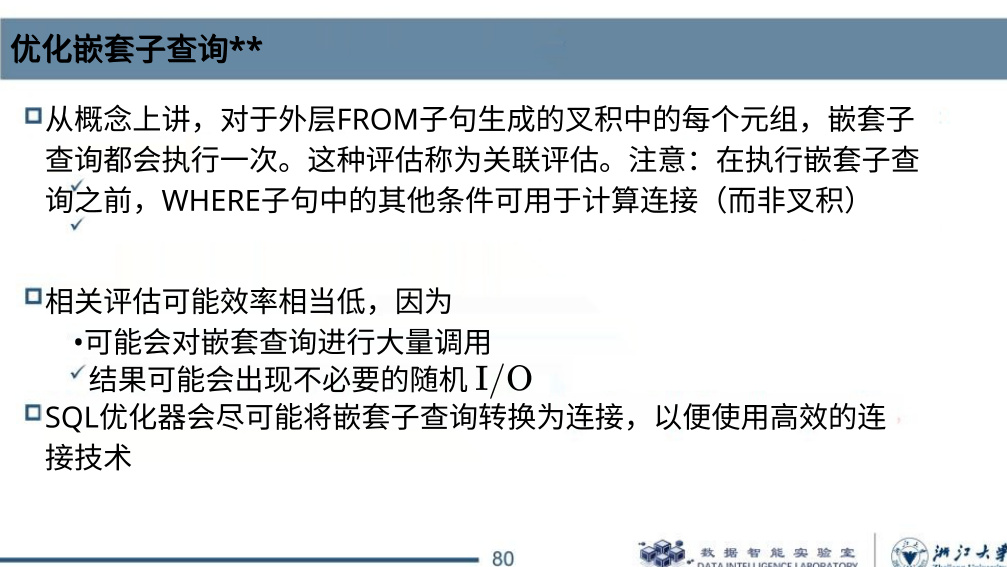 优化嵌套子查询**
从概念上讲，对于外层FROM子句生成的叉积中的每个元组，嵌套子
查询都会执行一次。这种评估称为关联评估。注意：在执行嵌套子查
询之前，WHERE子句中的其他条件可用于计算连接（而非叉积）
相关评估可能效率相当低，因为
•可能会对嵌套查询进行大量调用
结果可能会出现不必要的随机 I/O
SQL优化器会尽可能将嵌套子查询转换为连接，以便使用高效的连
接技术
80
数据智能实验室
DATA INTELLIGENCE LABORATORY
浙江大学